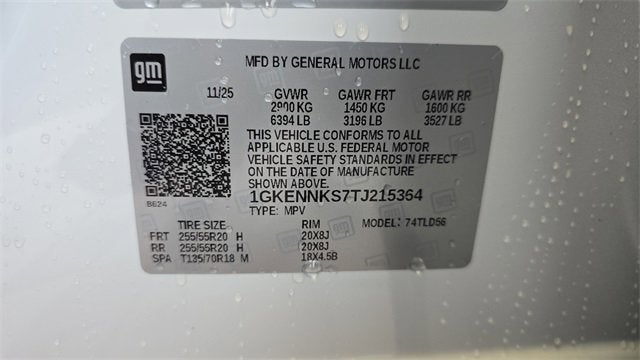 gm
MFD BY GENERAL MOTORS LLC
11/25 GVWR GAWR FRT GAWR RR
2900 KG 1450 KG 1600 KG
6394 LB 3196 LB 3527 LB
THIS VEHICLE CONFORMS TO ALL
APPLICABLE U.S. FEDERAL MOTOR
VEHICLE SAFETY STANDARDS IN EFFECT
ON THE DATE OF MANUFACTURE
SHOWN ABOVE.
8624 1GKENNKS7TJ215364
TYPE: MPV MODEL: 74TLD56
TIRE SIZE RIM
FRT 255/55R20 H 20X8J
RR 255/55R20 H 20X8J
SPA T135/70R18 M 18X4.5B